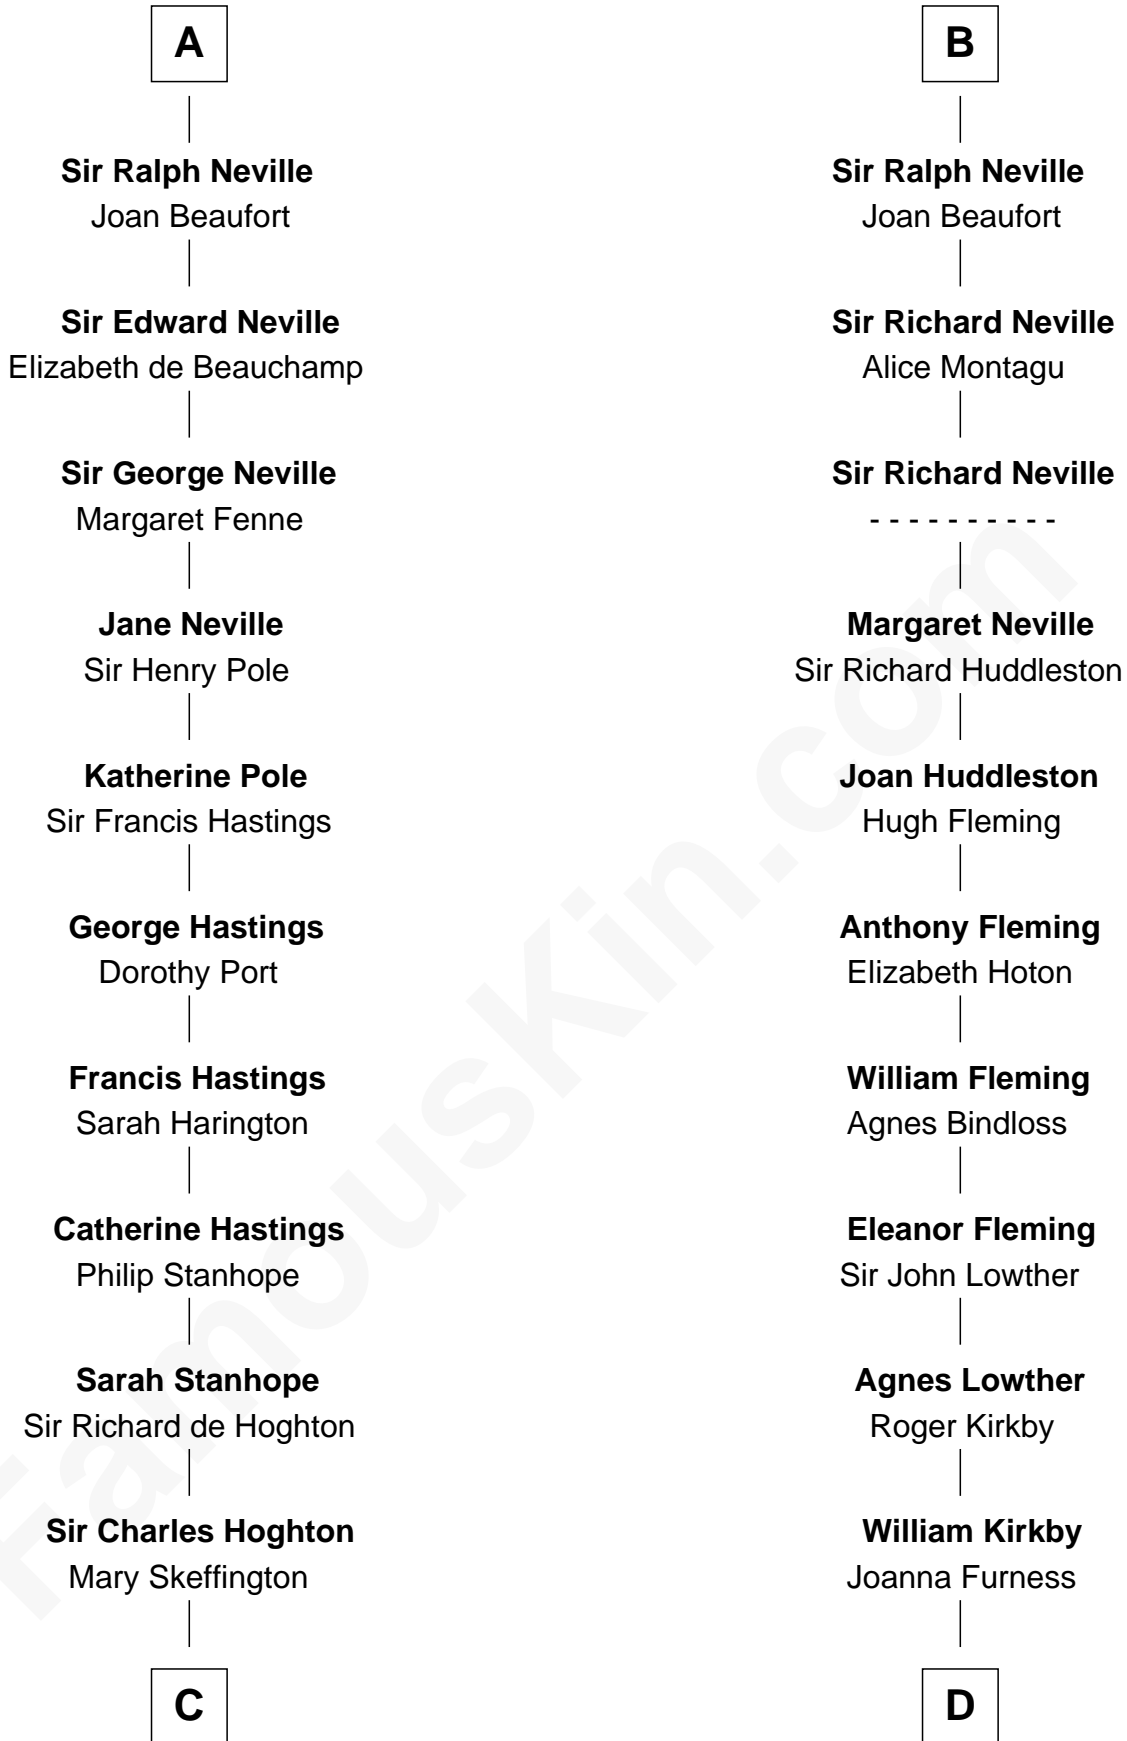 A
Sir Ralph Neville
Joan Beaufort
Sir Edward Neville
Elizabeth de Beauchamp
Sir George Neville
Margaret Fenne
Jane Neville
Sir Henry Pole
Katherine Pole
Sir Francis Hastings
George Hastings
Dorothy Port
Francis Hastings
Sarah Harington
Catherine Hastings
Philip Stanhope
Sarah Stanhope
Sir Richard de Hoghton
Sir Charles Hoghton
Mary Skeffington
C
B
Sir Ralph Neville
Joan Beaufort
Sir Richard Neville
Alice Montagu
Sir Richard Neville
- - - - - - - - - -
Margaret Neville
Sir Richard Huddleston
Joan Huddleston
Hugh Fleming
Anthony Fleming
Elizabeth Hoton
William Fleming
Agnes Bindloss
Eleanor Fleming
Sir John Lowther
Agnes Lowther
Roger Kirkby
William Kirkby
Joanna Furness
D
FamousKin.com